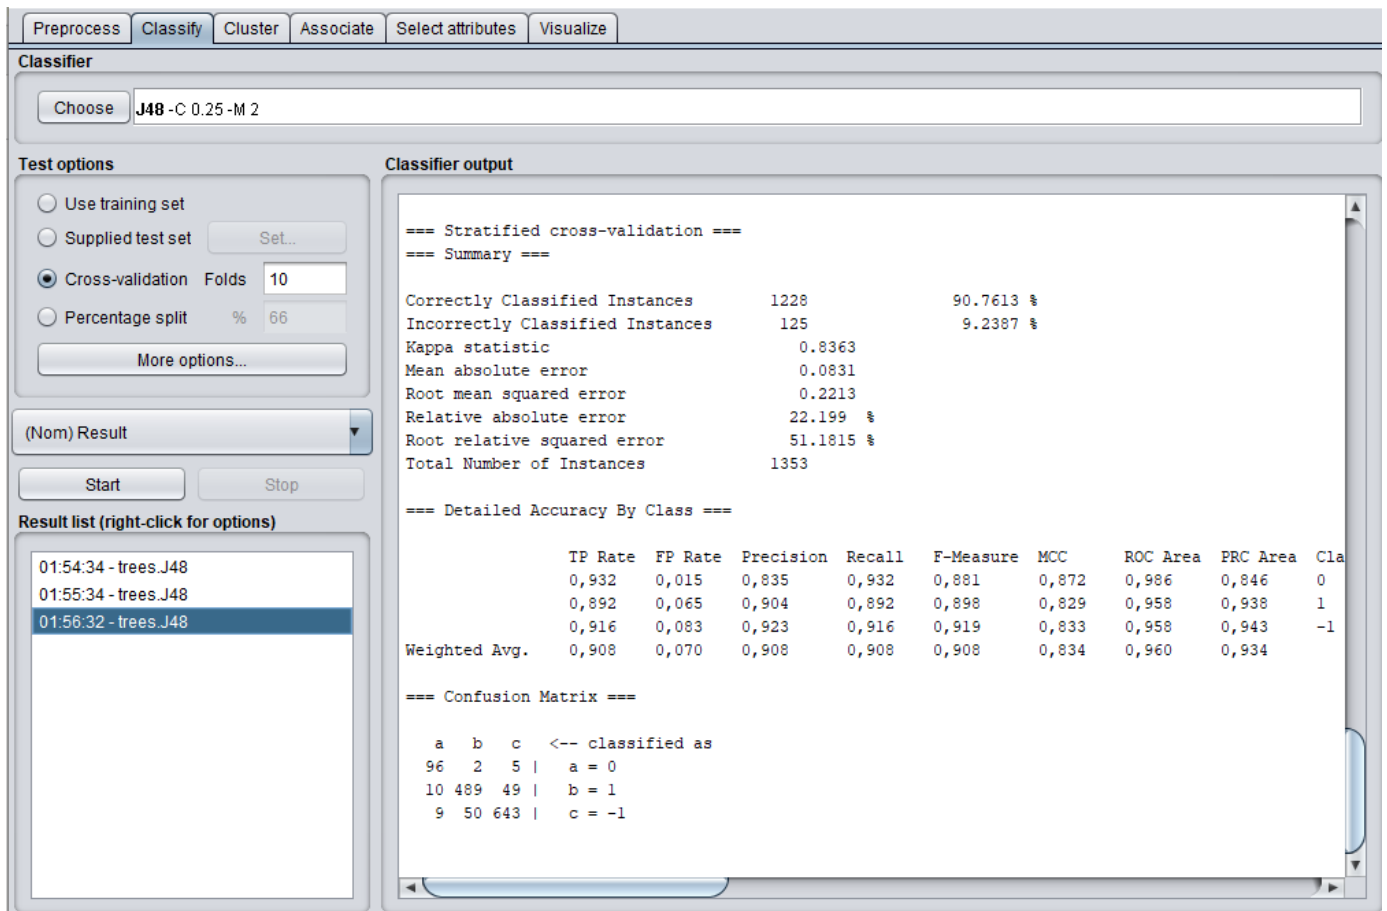 Preprocess Classify Cluster Associate Select attributes Visualize
Classifier
Choose J48 -C 0.25 -M 2
Test options
Use training set
Supplied test set Set...
Cross-validation Folds 10
Percentage split % 66
More options...
(Nom) Result
Start Stop
Result list (right-click for options)
01:54:34 - trees.J48
01:55:34 - trees.J48
01:56:32 - trees.J48
Classifier output
=== Stratified cross-validation ===
=== Summary ===
Correctly Classified Instances 1228 90.7613 %
Incorrectly Classified Instances 125 9.2387 %
Kappa statistic 0.8363
Mean absolute error 0.0831
Root mean squared error 0.2213
Relative absolute error 22.199 %
Root relative squared error 51.1815 %
Total Number of Instances 1353
=== Detailed Accuracy By Class ===
TP Rate FP Rate Precision Recall F-Measure MCC ROC Area PRC Area Cla
0,932 0,015 0,835 0,932 0,881 0,872 0,986 0,846 0
0,892 0,065 0,904 0,892 0,898 0,829 0,958 0,938 1
0,916 0,083 0,923 0,916 0,919 0,833 0,958 0,943 -1
Weighted Avg. 0,908 0,070 0,908 0,908 0,908 0,834 0,960 0,934
=== Confusion Matrix ===
a b c <-- classified as
96 2 5 | a = 0
10 489 49 | b = 1
9 50 643 | c = -1